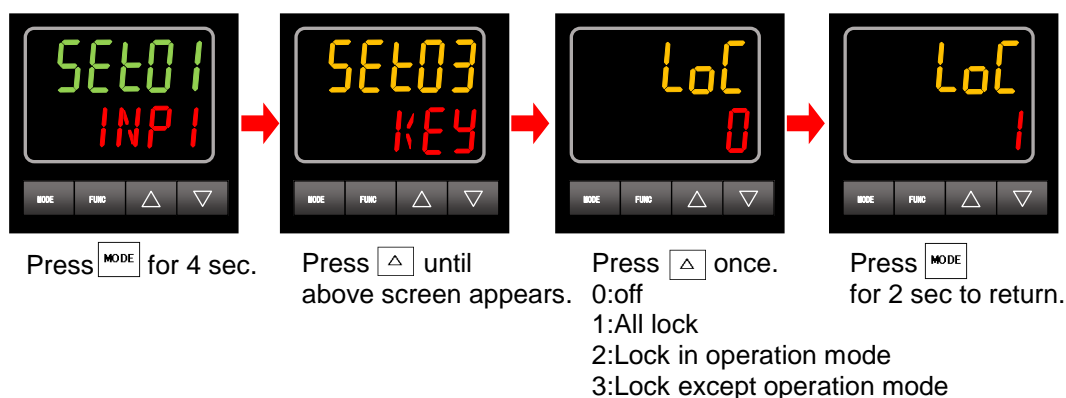 SEt01
INP1
MODE FUNC △ ▽
SEt03
KEY
MODE FUNC △ ▽
LoC
0
MODE FUNC △ ▽
LoC
1
MODE FUNC △ ▽
Press MODE for 4 sec.
Press △ until
above screen appears.
Press △ once.
0:off
1:All lock
2:Lock in operation mode
3:Lock except operation mode
Press MODE
for 2 sec to return.